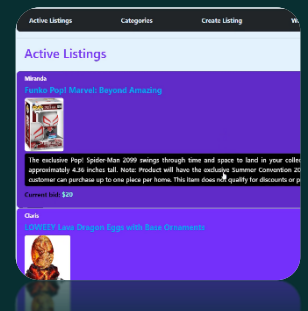 Active Listings Categories Create Listing W
Active Listings
Miranda
Funko Pop! Marvel: Beyond Amazing
The exclusive Pop! Spider-Man 2099 swings through time and space to land in your collec
approximately 4.36 inches tall. Note: Product will have the exclusive Summer Convention 20
customer can purchase up to one piece per home. This item does not qualify for discounts or p
Current bid: $20
Claris
LOWEEY Lava Dragon Eggs with Base Ornaments